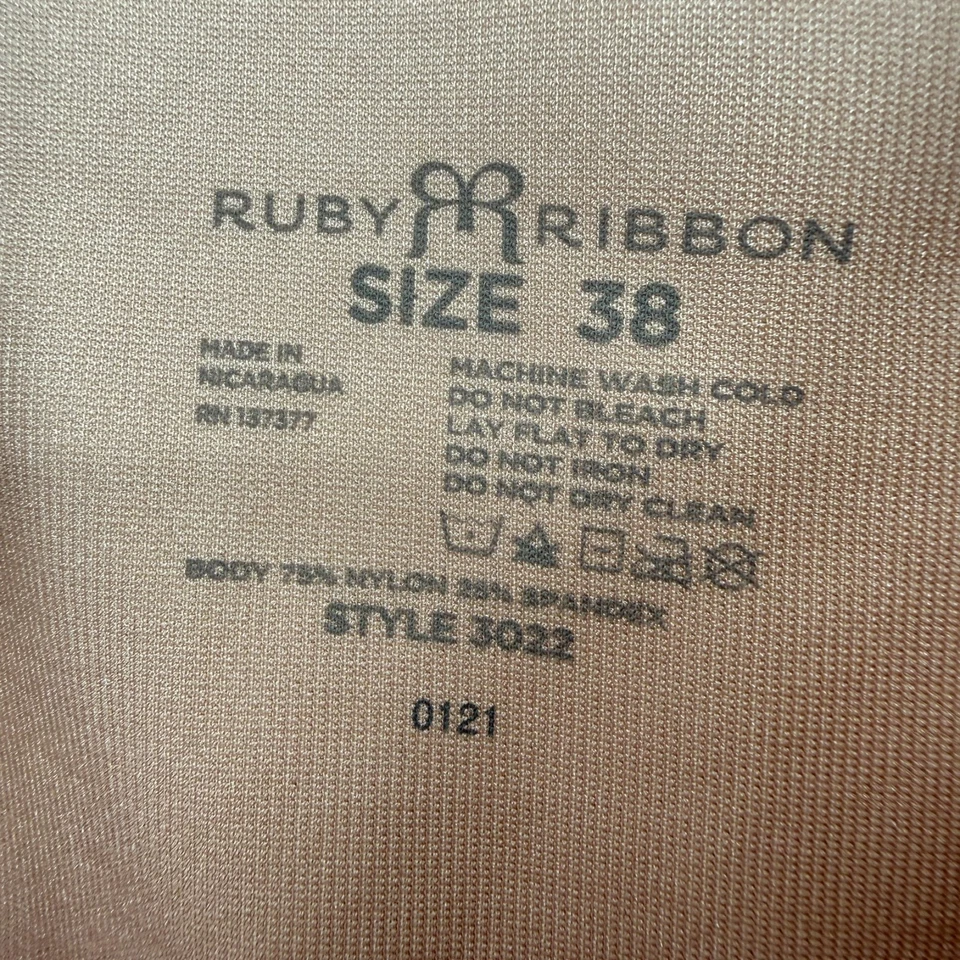 RUBY RIBBON
SIZE 38
MADE IN
NICARAGUA
RN 137377
MACHINE WASH COLD
DO NOT BLEACH
LAY FLAT TO DRY
DO NOT IRON
DO NOT DRY CLEAN
BODY 75% NYLON 25% SPANDEX
STYLE 3022
0121